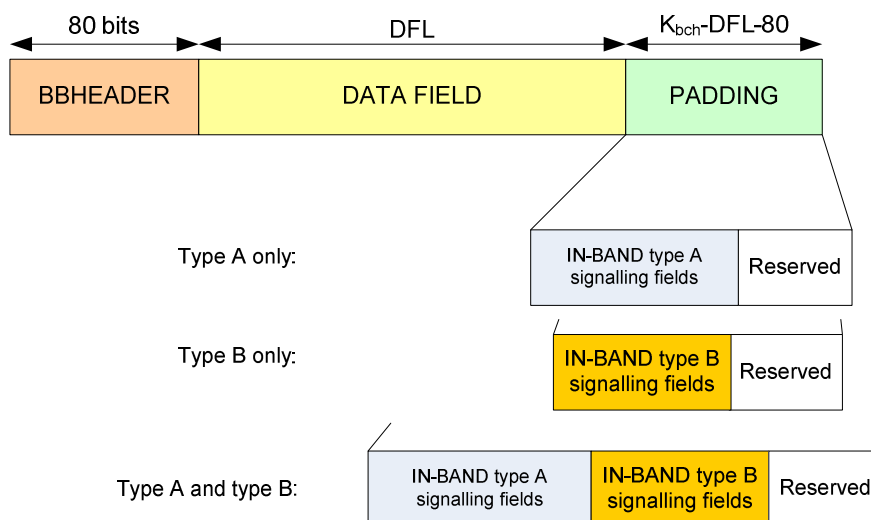 80 bits DFL K_bch-DFL-80
BBHEADER DATA FIELD PADDING
Type A only:
IN-BAND type A
signalling fields
Reserved
Type B only:
IN-BAND type B
signalling fields
Reserved
Type A and type B:
IN-BAND type A
signalling fields
IN-BAND type B
signalling fields
Reserved